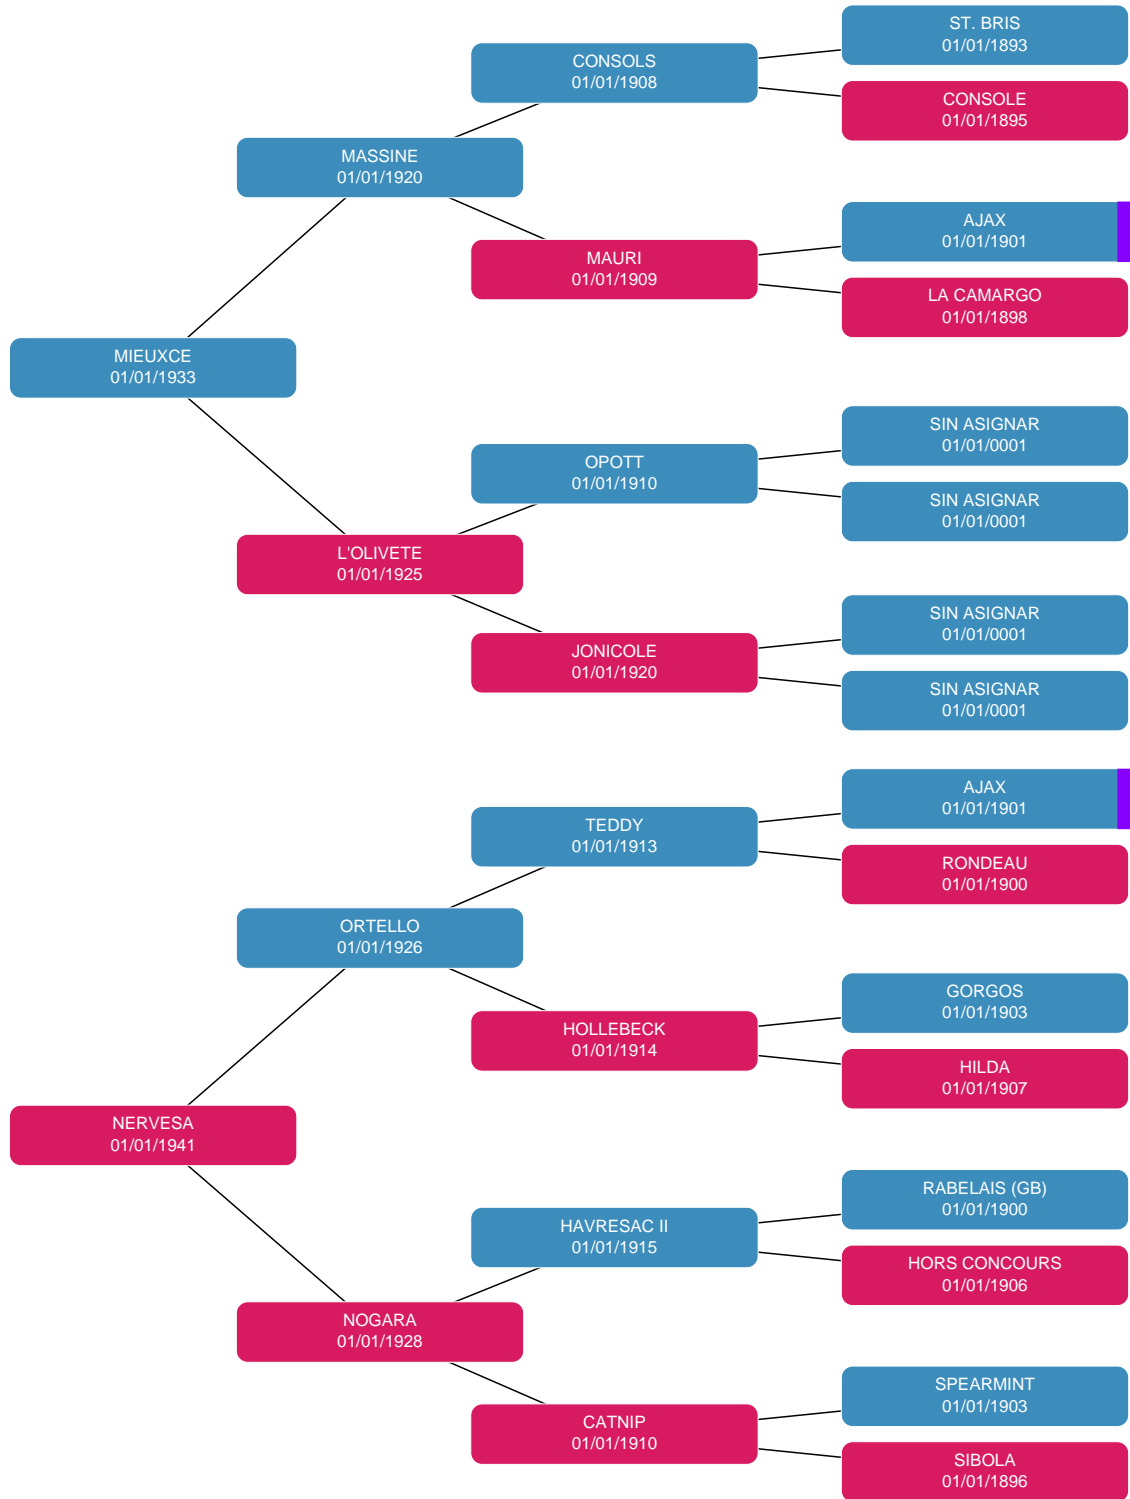 ST. BRIS
01/01/1893
CONSOLS
01/01/1908
CONSOLE
01/01/1895
MASSINE
01/01/1920
AJAX
01/01/1901
MAURI
01/01/1909
LA CAMARGO
01/01/1898
MIEUXCE
01/01/1933
SIN ASIGNAR
01/01/0001
OPOTT
01/01/1910
SIN ASIGNAR
01/01/0001
L'OLIVETE
01/01/1925
SIN ASIGNAR
01/01/0001
JONICOLE
01/01/1920
SIN ASIGNAR
01/01/0001
AJAX
01/01/1901
TEDDY
01/01/1913
RONDEAU
01/01/1900
ORTELLO
01/01/1926
GORGOS
01/01/1903
HOLLEBECK
01/01/1914
HILDA
01/01/1907
NERVESA
01/01/1941
RABELAIS (GB)
01/01/1900
HAVRESAC II
01/01/1915
HORS CONCOURS
01/01/1906
NOGARA
01/01/1928
SPEARMINT
01/01/1903
CATNIP
01/01/1910
SIBOLA
01/01/1896